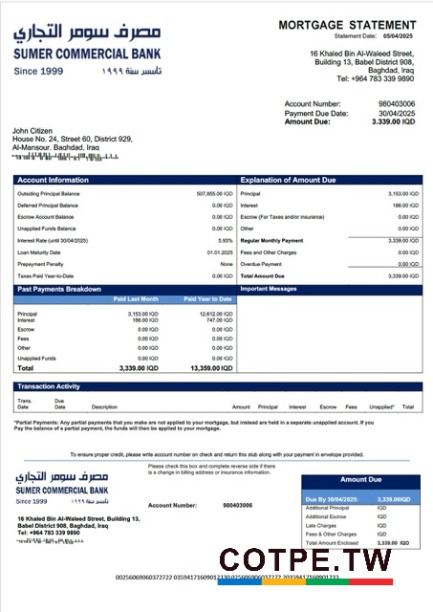 مصرف سومر التجاري
SUMER COMMERCIAL BANK
Since 1999 تأسس سنة ١٩٩٩
MORTGAGE STATEMENT
Statement Date: 05/04/2025
16 Khaled Bin Al-Waleed Street,
Building 13, Babel District 908,
Baghdad, Iraq
Tel: +964 783 339 9890
Account Number: 980403006
Payment Due Date: 30/04/2025
Amount Due: 3.339.00 IQD
John Citizen
House No. 24, Street 60, District 929,
Al-Mansour, Baghdad, Iraq
Account Information
Outsiding Principal Balance 507,855.00 IQD
Deferred Principal Balance 0.00 IQD
Escrow Account Balance 0.00 IQD
Unapplied Funds Balance 0.00 IQD
Interest Rate (until 30/04/2025)
Loan Maturity Date 01.01.2025
Prepayment Penalty None
Taxes Paid Year-to-Date 0.00 IQD
Explanation of Amount Due
Principal 3,153.00 IQD
Interest 186.00 IQD
Escrow (For Taxes and/or insurance) 0.00 IQD
Other 0.00 IQD
Regular Monthly Payment 3,339.00 IQD
Fees and Other Charges 0.00 IQD
Overdue Payment 0.00 IQD
Total Amount Due 3,339.00 IQD
Past Payments Breakdown
Paid Last Month Paid Year to Date
Principal 3,153.00 IQD 12,612.00 IQD
Interest 186.00 IQD 747.00 IQD
Escrow 0.00 IQD 0.00 IQD
Fees 0.00 IQD 0.00 IQD
Other 0.00 IQD 0.00 IQD
Unapplied Funds 0.00 IQD 0.00 IQD
Total 3,339.00 IQD 13,359.00 IQD
Important Messages
Transaction Activity
Trans. Date Due Date Description Amount Principal Interest Escrow Fees Unapplied* Total
*Partial Payments: Any partial payments that you make are not applied to your mortgage, but instead are held in a separate unapplied account. If you
Pay the balance of a partial payment, the funds will then be applied to your mortgage.
To ensure proper credit, please write account number on check and return this stub along with your payment in envelope provided.
مصرف سومر التجاري
SUMER COMMERCIAL BANK
Since 1999 تأسس سنة ١٩٩٩
16 Khaled Bin Al-Waleed Street, Building 13,
Babel District 908, Baghdad, Iraq
Tel: +964 783 339 9890
Please check this box and complete reverse side if there
is a change in billing address or insurance information.
Account Number: 980403006
Amount Due
Due By 30/04/2025: 3,339.00IQD
Additional Principal IQD
Additional Escrow IQD
Late Charges IQD
Fees & Other Charges IQD
Total Amount Enclosed 3,339.00 IQD
COTPE.TW